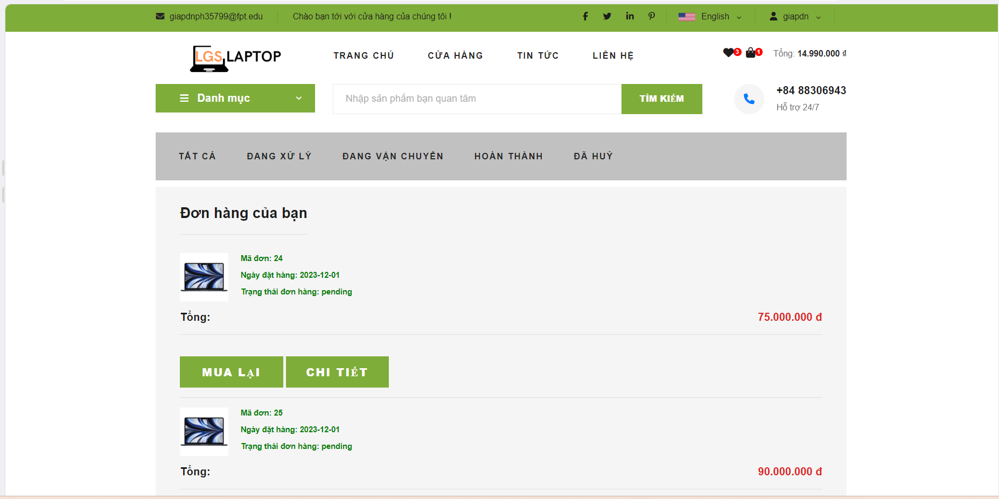 giapdnph35799@fpt.edu Chào bạn tới với cửa hàng của chúng tôi ! English giapdn
LGS LAPTOP TRANG CHỦ CỬA HÀNG TIN TỨC LIÊN HỆ 3 1 Tổng: 14.990.000 đ
Danh mục Nhập sản phẩm bạn quan tâm TÌM KIẾM +84 88306943
Hỗ trợ 24/7
TẤT CẢ ĐANG XỬ LÝ ĐANG VẬN CHUYỂN HOÀN THÀNH ĐÃ HUỶ
Đơn hàng của bạn
Mã đơn: 24
Ngày đặt hàng: 2023-12-01
Trạng thái đơn hàng: pending
Tổng: 75.000.000 đ
MUA LẠI CHI TIẾT
Mã đơn: 25
Ngày đặt hàng: 2023-12-01
Trạng thái đơn hàng: pending
Tổng: 90.000.000 đ